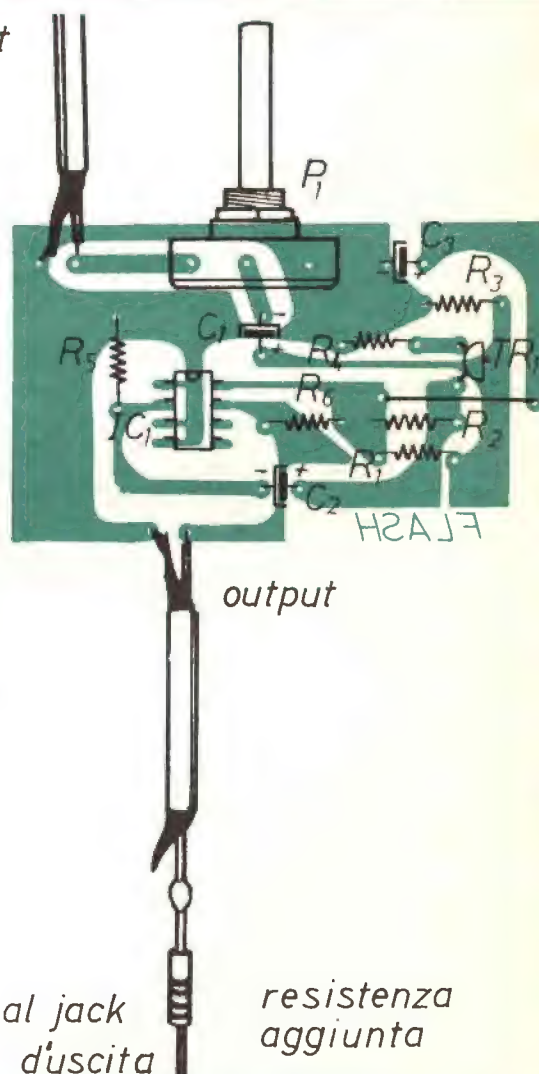 t
P1
C3
R3
C1
R4
TR1
R5
R6
IC1
R2
R1
C2
FLASH
output
al jack
d'uscita
resistenza
aggiunta